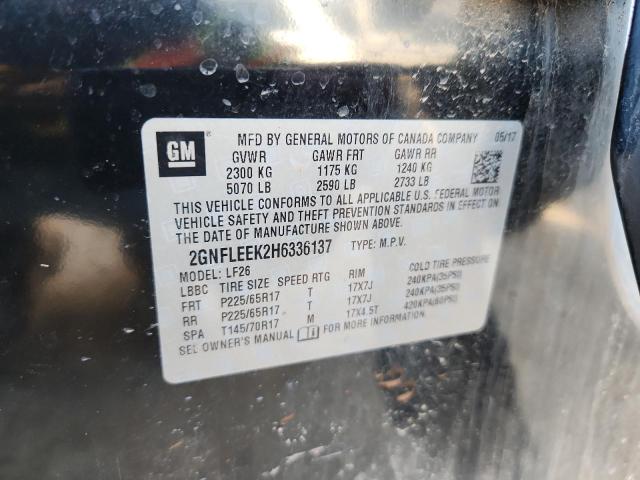 GM
MFD BY GENERAL MOTORS OF CANADA COMPANY 05/17
GVWR GAWR FRT GAWR RR
2300 KG 1175 KG 1240 KG
5070 LB 2590 LB 2733 LB
THIS VEHICLE CONFORMS TO ALL APPLICABLE U.S. FEDERAL MOTOR
VEHICLE SAFETY AND THEFT PREVENTION STANDARDS IN EFFECT ON
THE DATE OF MANUFACTURE SHOWN ABOVE.
2GNFLEEK2H6336137 TYPE: M.P.V.
MODEL: LF26
LBBC TIRE SIZE SPEED RTG RIM COLD TIRE PRESSURE
FRT P225/65R17 T 17X7J 240KPA(35PSI)
RR P225/65R17 T 17X7J 240KPA(35PSI)
SPA T145/70R17 M 17X4.5T 420KPA(60PSI)
SEE OWNER'S MANUAL FOR MORE INFORMATION.